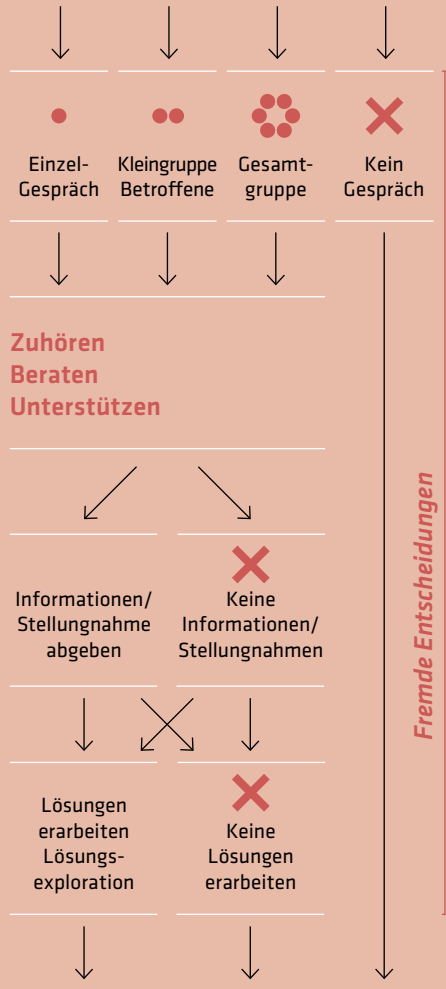 Einzel-
Gespräch
Kleingruppe
Betroffene
Gesamt-
gruppe
Kein
Gespräch
Zuhören
Beraten
Unterstützen
Informationen/
Stellungnahme
abgeben
Keine
Informationen/
Stellungnahmen
Lösungen
erarbeiten
Lösungs-
exploration
Keine
Lösungen
erarbeiten
Fremde Entscheidungen